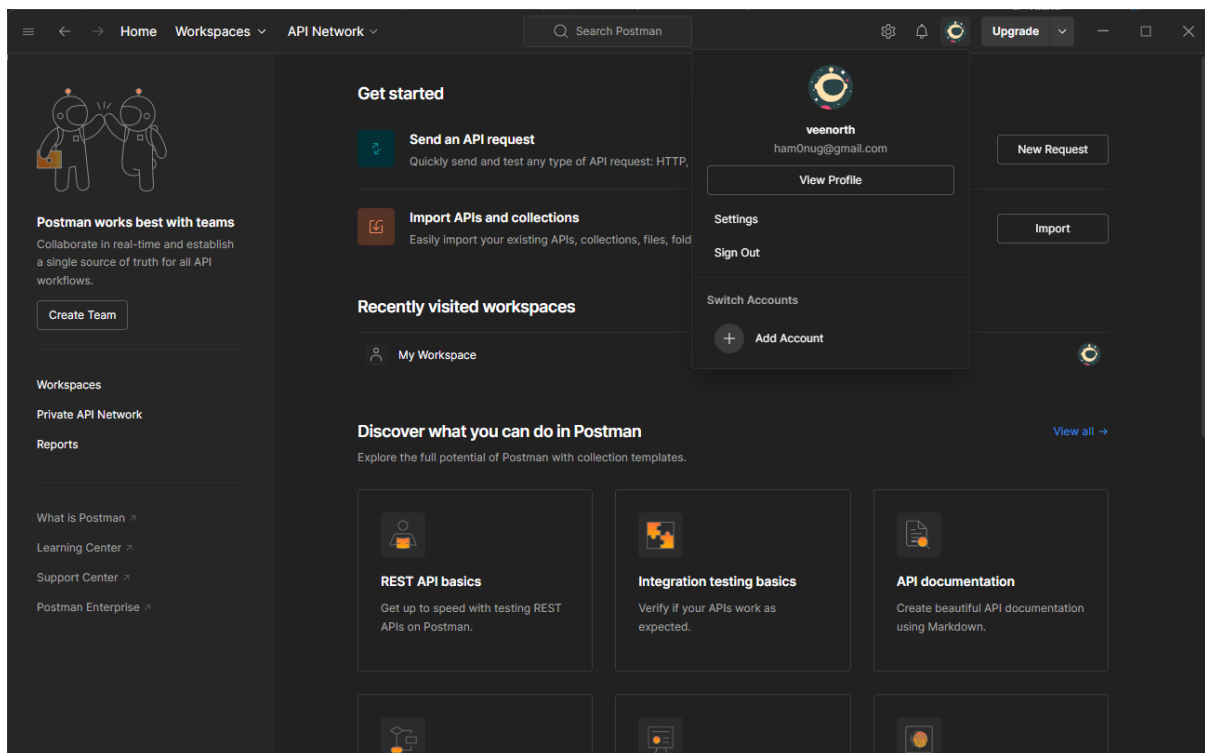 Home Workspaces API Network Search Postman Upgrade
Postman works best with teams
Collaborate in real-time and establish
a single source of truth for all API
workflows.
Create Team
Workspaces
Private API Network
Reports
What is Postman
Learning Center
Support Center
Postman Enterprise
Get started
Send an API request
Quickly send and test any type of API request: HTTP,
New Request
Import APIs and collections
Easily import your existing APIs, collections, files, fold
Import
veenorth
ham0nug@gmail.com
View Profile
Settings
Sign Out
Switch Accounts
Add Account
Recently visited workspaces
My Workspace
Discover what you can do in Postman
View all →
Explore the full potential of Postman with collection templates.
REST API basics
Get up to speed with testing REST
APIs on Postman.
Integration testing basics
Verify if your APIs work as
expected.
API documentation
Create beautiful API documentation
using Markdown.